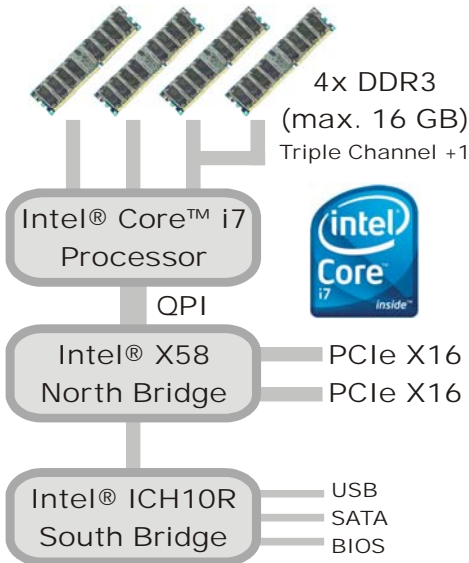 4x DDR3
(max. 16 GB)
Triple Channel +1
Intel® Core™ i7
Processor
intel
Core™
i7
inside™
QPI
Intel® X58
North Bridge
PCIe X16
PCIe X16
Intel® ICH10R
South Bridge
USB
SATA
BIOS